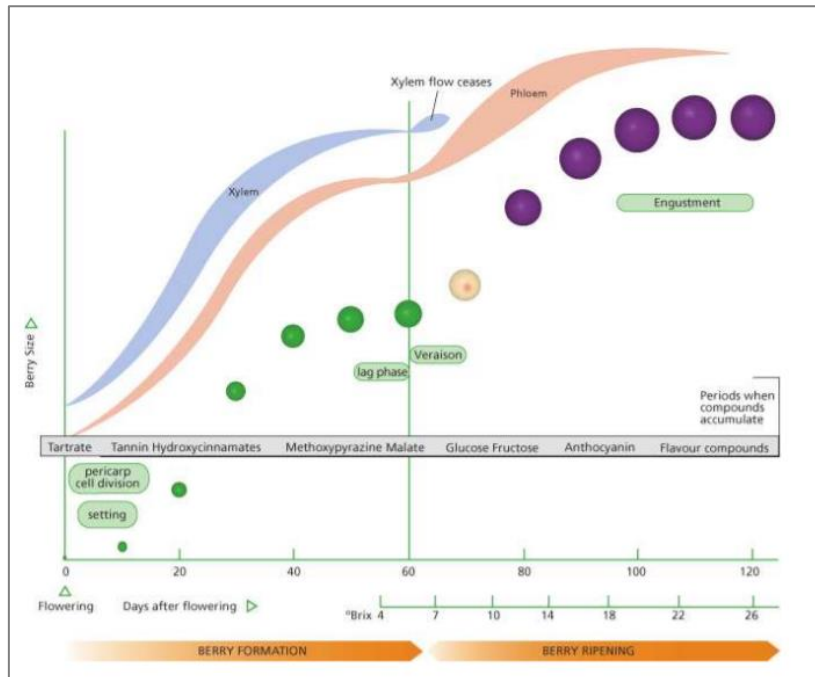 Xylem flow ceases
Phloem
Xylem
Engustment
Berry Size
Veraison
lag phase
Periods when
compounds
accumulate
Tartrate Tannin Hydroxycinnamates Methoxypyrazine Malate Glucose Fructose Anthocyanin Flavour compounds
pericarp
cell division
setting
0 20 40 60 80 100 120
Flowering Days after flowering
°Brix 4 7 10 14 18 22 26
BERRY FORMATION BERRY RIPENING